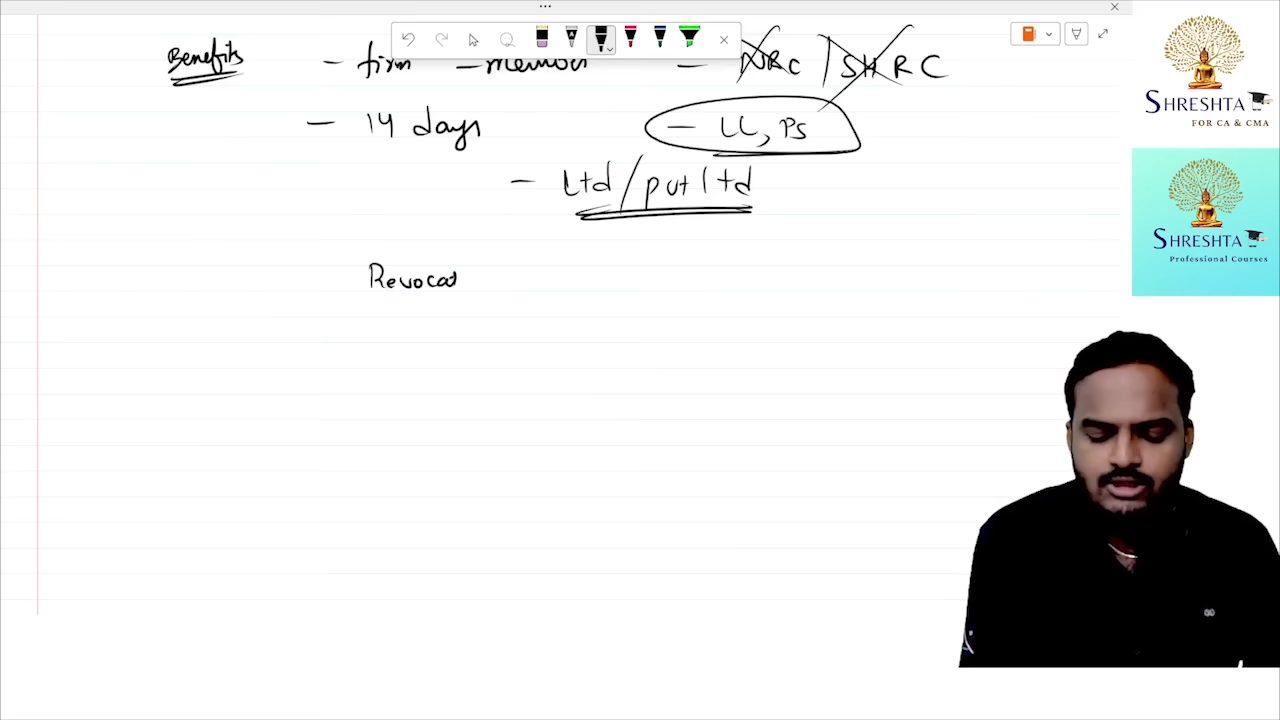 Benefits - firm - member - NRC / SHRC
- 14 days - LL, Ps
- Ltd / pvt ltd
Revocat
SHRESHTA
FOR CA & CMA
SHRESHTA
Professional Courses